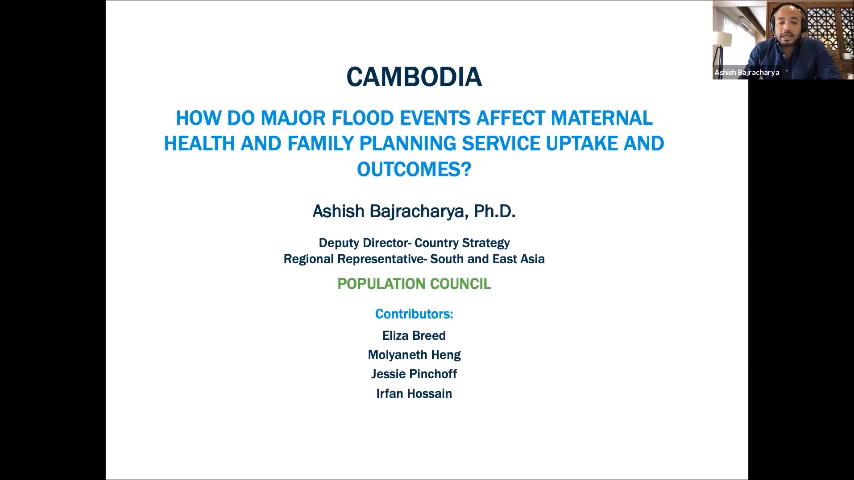 CAMBODIA
HOW DO MAJOR FLOOD EVENTS AFFECT MATERNAL
HEALTH AND FAMILY PLANNING SERVICE UPTAKE AND
OUTCOMES?
Ashish Bajracharya, Ph.D.
Deputy Director- Country Strategy
Regional Representative- South and East Asia
POPULATION COUNCIL
Contributors:
Eliza Breed
Molyaneth Heng
Jessie Pinchoff
Irfan Hossain
Ashish Bajracharya